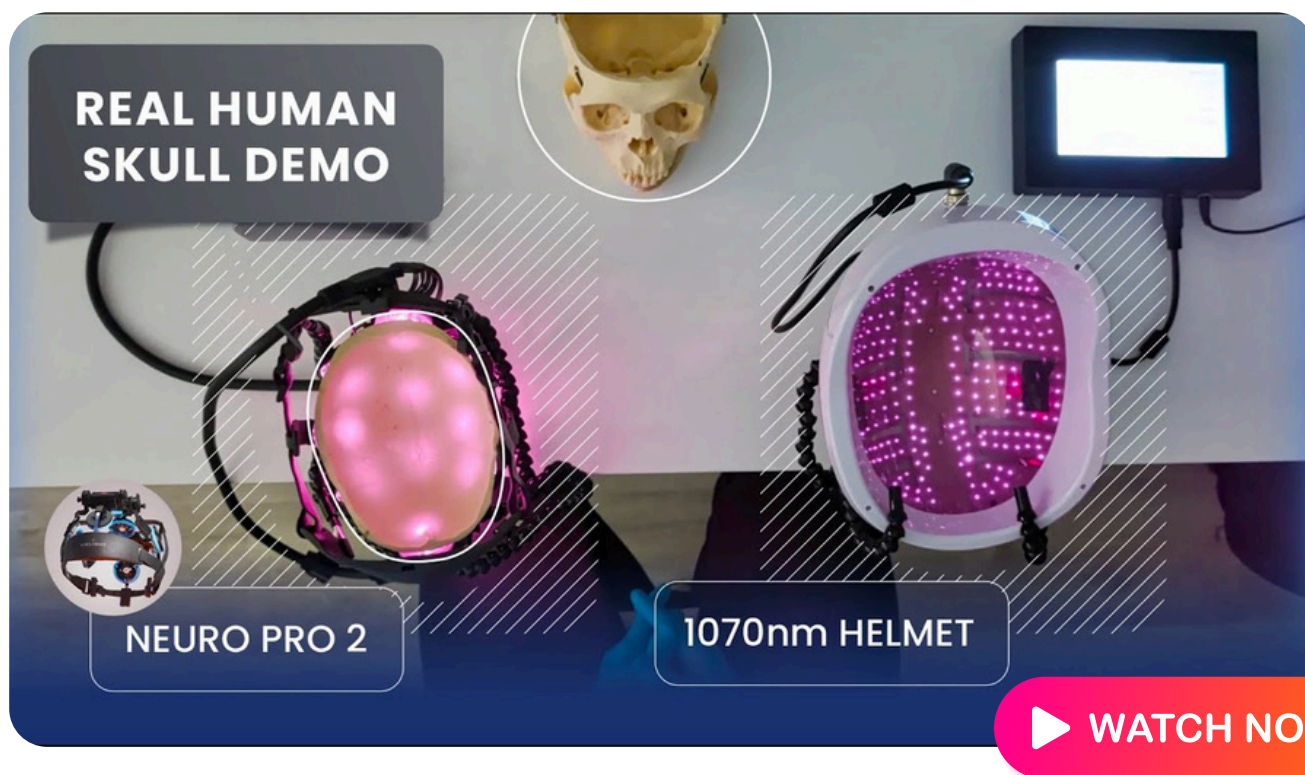 REAL HUMAN
SKULL DEMO
NEURO PRO 2
1070nm HELMET
WATCH NO